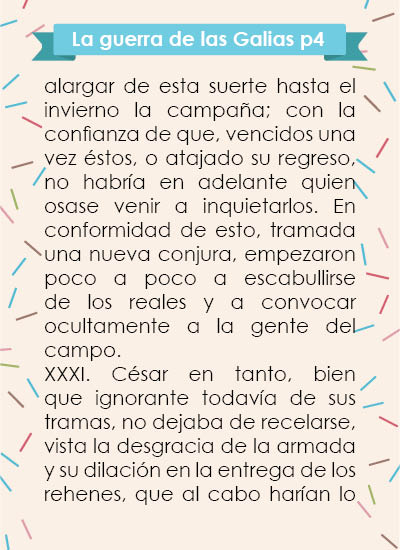 La guerra de las Galias p4
alargar de esta suerte hasta el
invierno la campaña; con la
confianza de que, vencidos una
vez éstos, o atajado su regreso,
no habría en adelante quien
osase venir a inquietarlos. En
conformidad de esto, tramada
una nueva conjura, empezaron
poco a poco a escabullirse
de los reales y a convocar
ocultamente a la gente del
campo.
XXXI. César en tanto, bien
que ignorante todavía de sus
tramas, no dejaba de recelarse,
vista la desgracia de la armada
y su dilación en la entrega de los
rehenes, que al cabo harían lo